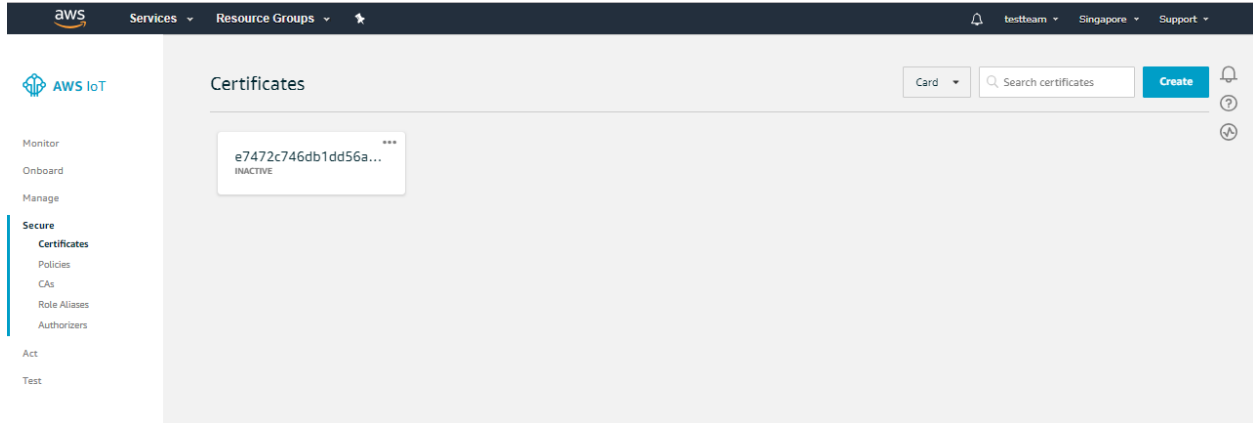 aws Services Resource Groups testteam Singapore Support
AWS IoT
Certificates
Card Search certificates Create
Monitor
Onboard
Manage
Secure
Certificates
Policies
CAs
Role Aliases
Authorizers
Act
Test
e7472c746db1dd56a...
INACTIVE